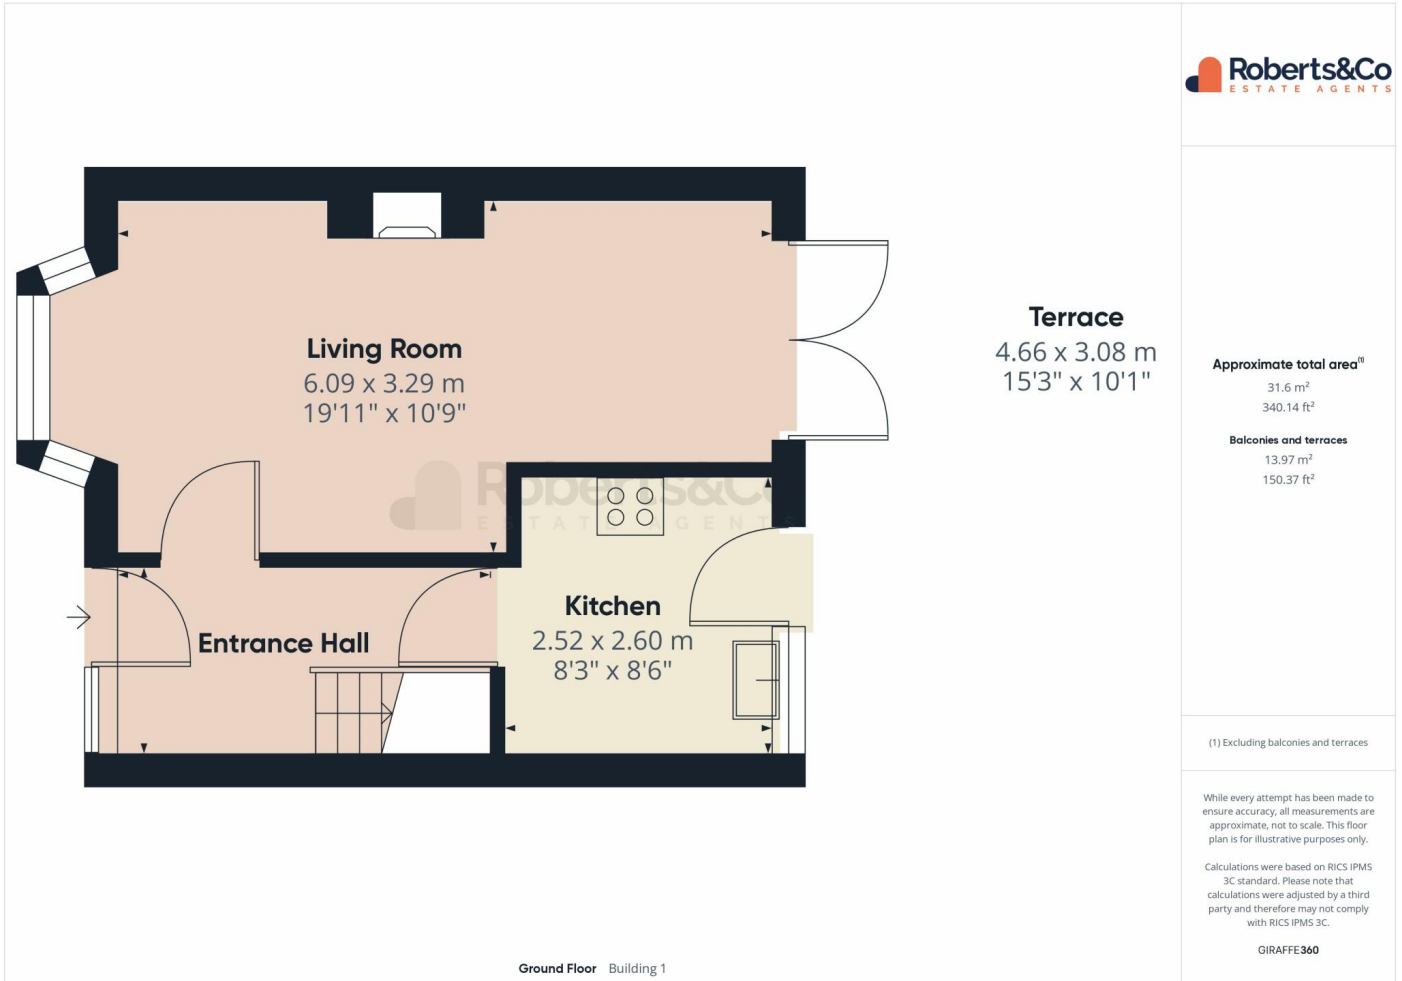 Roberts&Co
ESTATE AGENTS
Living Room
6.09 x 3.29 m
19'11" x 10'9"
Terrace
4.66 x 3.08 m
15'3" x 10'1"
Roberts&Co
ESTATE AGENTS
Kitchen
2.52 x 2.60 m
8'3" x 8'6"
Entrance Hall
Approximate total area(1)
31.6 m²
340.14 ft²
Balconies and terraces
13.97 m²
150.37 ft²
(1) Excluding balconies and terraces
While every attempt has been made to
ensure accuracy, all measurements are
approximate, not to scale. This floor
plan is for illustrative purposes only.
Calculations were based on RICS IPMS
3C standard. Please note that
calculations were adjusted by a third
party and therefore may not comply
with RICS IPMS 3C.
GIRAFFE360
Ground Floor Building 1